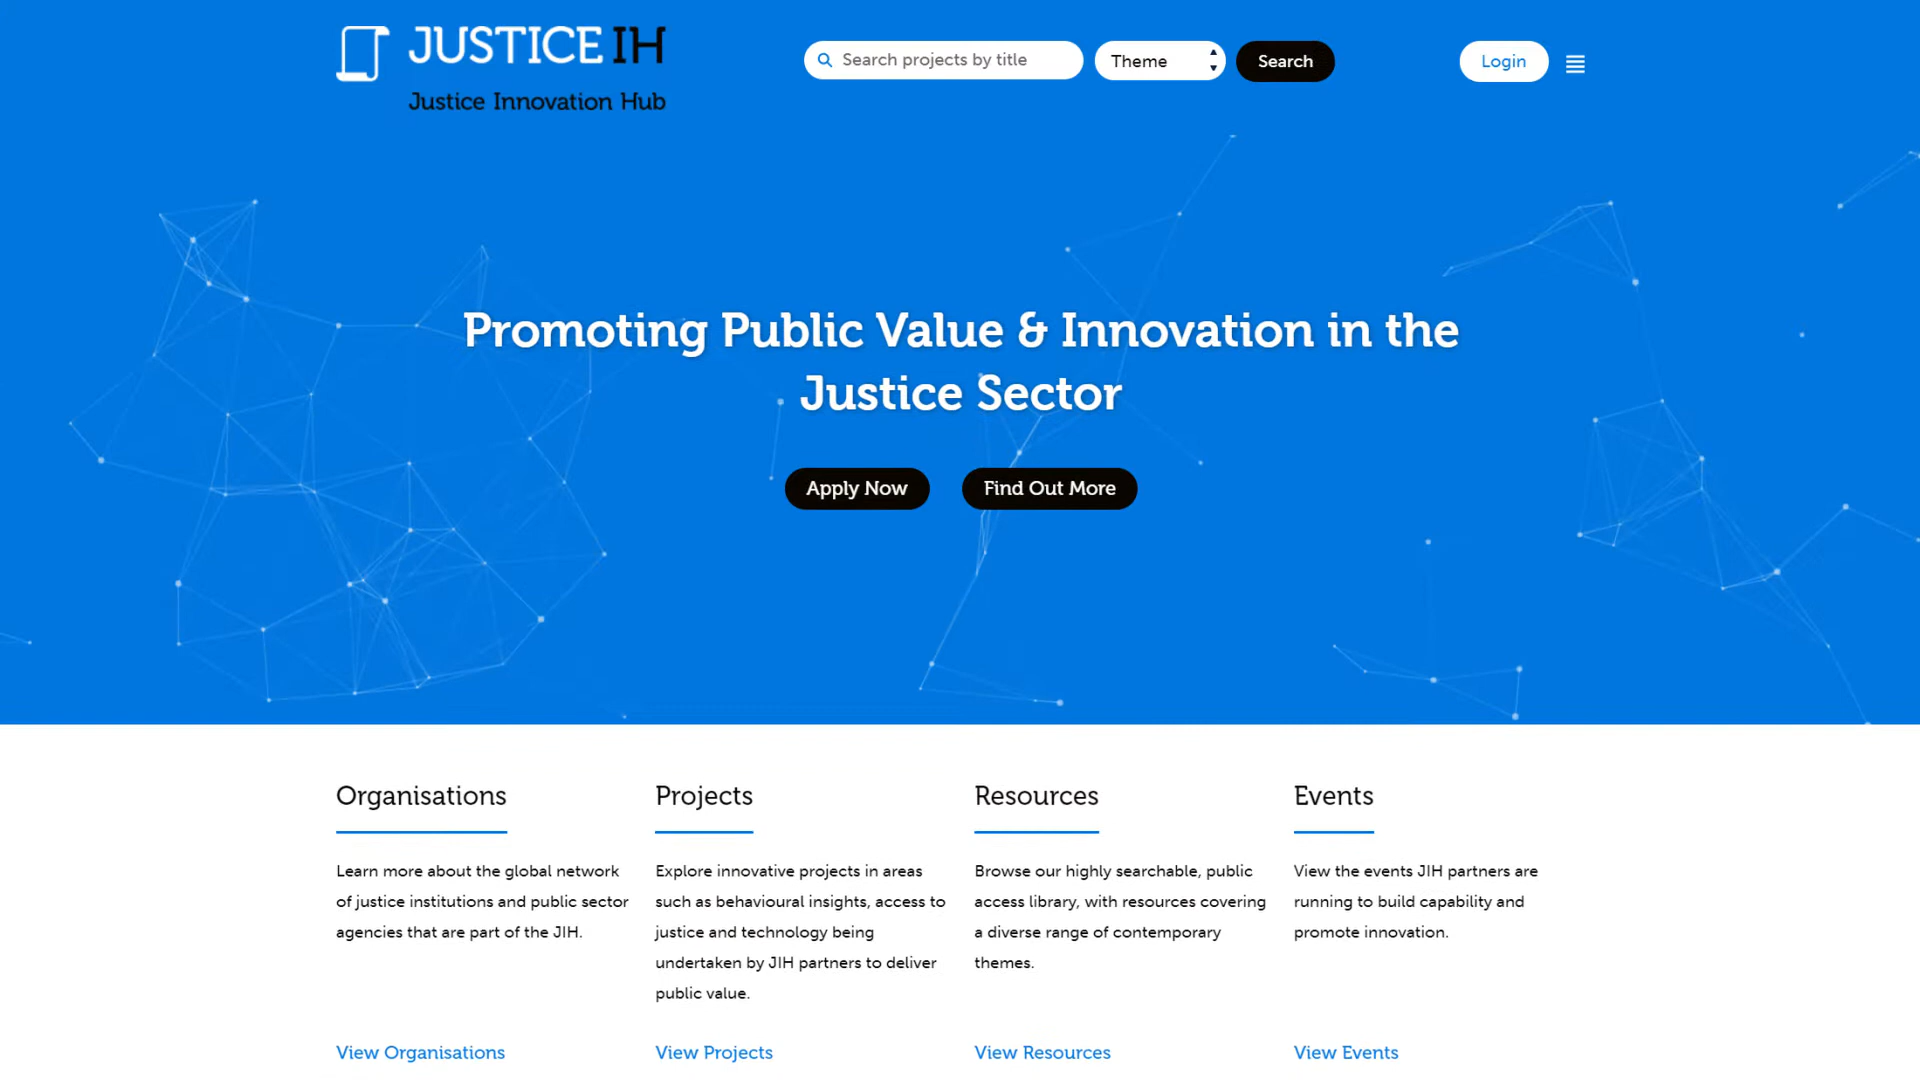 JUSTICE IH
Justice Innovation Hub
Search projects by title
Theme
Search
Login
Promoting Public Value & Innovation in the
Justice Sector
Apply Now
Find Out More
Organisations
Learn more about the global network
of justice institutions and public sector
agencies that are part of the JIH.
View Organisations
Projects
Explore innovative projects in areas
such as behavioural insights, access to
justice and technology being
undertaken by JIH partners to deliver
public value.
View Projects
Resources
Browse our highly searchable, public
access library, with resources covering
a diverse range of contemporary
themes.
View Resources
Events
View the events JIH partners are
running to build capability and
promote innovation.
View Events